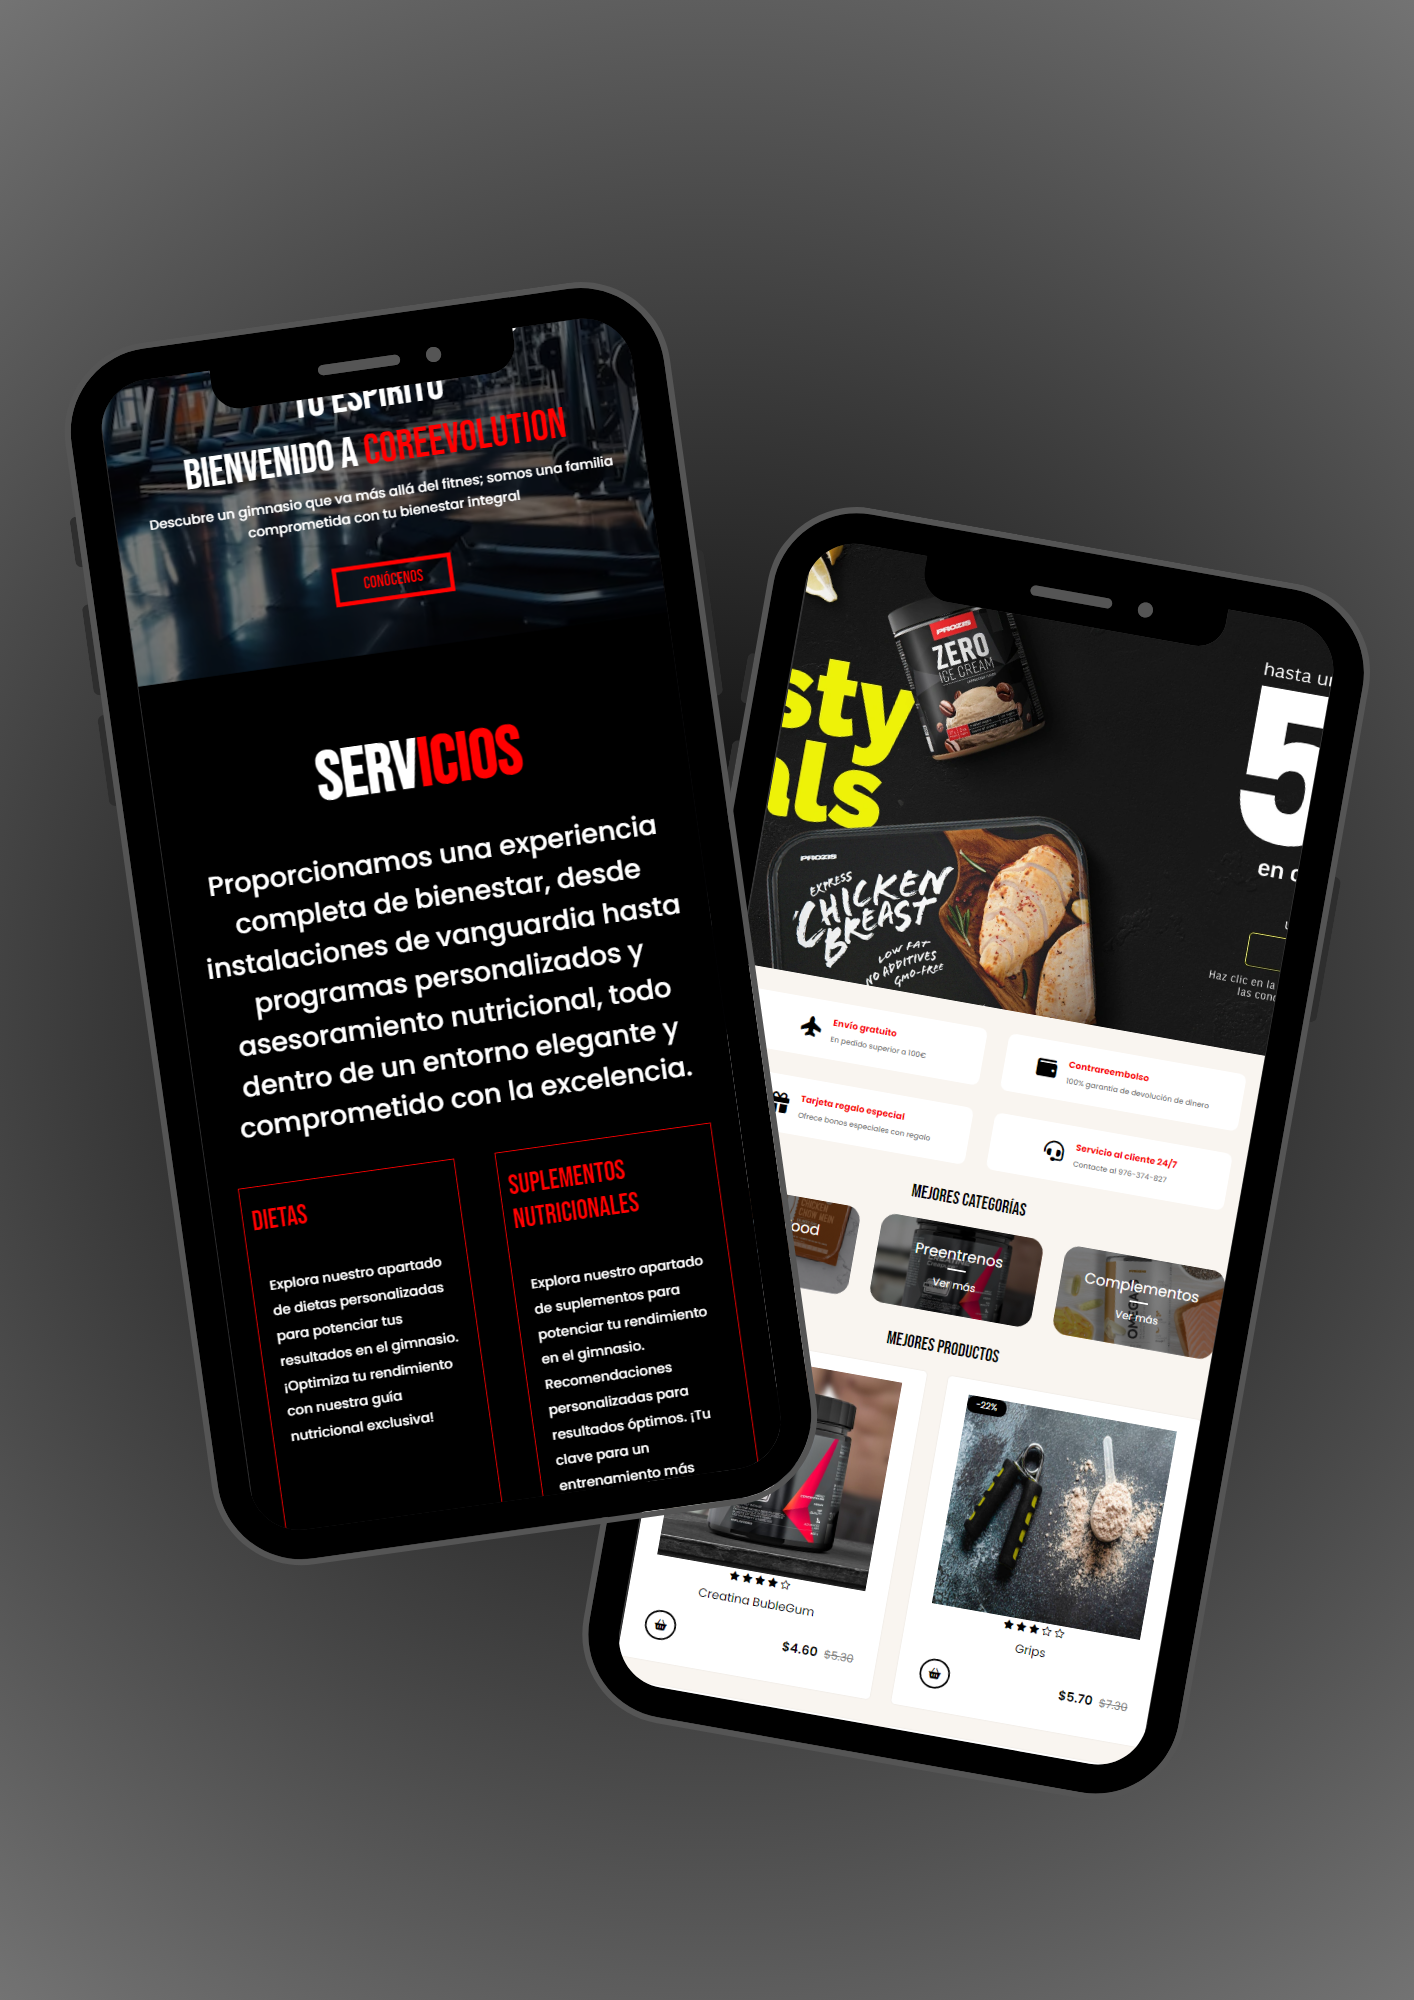 TU ESPÍRITU
BIENVENIDO A COREEVOLUTION
Descubre un gimnasio que va más allá del fitnes; somos una familia
comprometida con tu bienestar integral
CONÓCENOS
SERVICIOS
Proporcionamos una experiencia
completa de bienestar, desde
instalaciones de vanguardia hasta
programas personalizados y
asesoramiento nutricional, todo
dentro de un entorno elegante y
comprometido con la excelencia.
DIETAS
Explora nuestro apartado
de dietas personalizadas
para potenciar tus
resultados en el gimnasio.
¡Optimiza tu rendimiento
con nuestra guía
nutricional exclusiva!
SUPLEMENTOS
NUTRICIONALES
Explora nuestro apartado
de suplementos para
potenciar tu rendimiento
en el gimnasio.
Recomendaciones
personalizadas para
resultados óptimos. ¡Tu
clave para un
entrenamiento más
PROZIS
ZERO
ICE CREAM
sty
als
hasta un
5
en
PROZIS
EXPRESS
CHICKEN
BREAST
LOW FAT
NO ADDITIVES
GMO-FREE
Haz clic en la
las cond
Envío gratuito
En pedido superior a 100€
Contrareembolso
100% garantía de devolución de dinero
Tarjeta regalo especial
Ofrece bonos especiales con regalo
Servicio al cliente 24/7
Contacte al 976-374-827
MEJORES CATEGORÍAS
CHICKEN
CHOW MEIN
ood
Preentrenos
Ver más
Complementos
Ver más
OMEGA
MEJORES PRODUCTOS
-22%
Creatina BubleGum
$4.60 $5.30
Grips
$5.70 $7.30